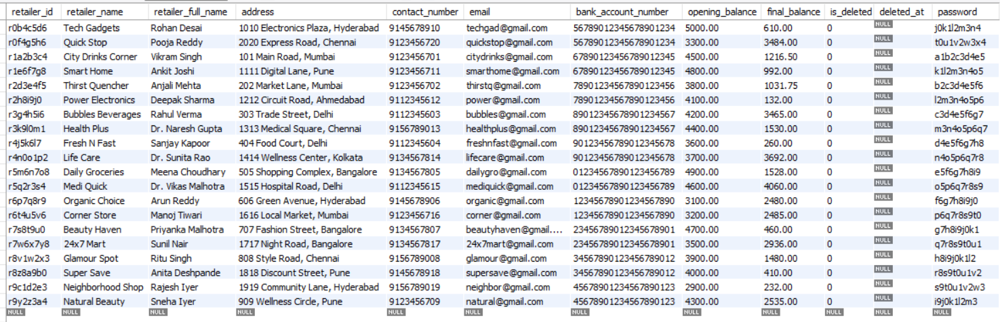 retailer_id retailer_name retailer_full_name address contact_number email bank_account_number opening_balance final_balance is_deleted deleted_at password
r0b4c5d6 Tech Gadgets Rohan Desai 1010 Electronics Plaza, Hyderabad 9145678910 techgad@gmail.com 56789012345678901234 5000.00 610.00 0 NULL j0k1l2m3n4
r0f4g5h6 Quick Stop Pooja Reddy 2020 Express Road, Chennai 9123456720 quickstop@gmail.com 56789012345678901234 3300.00 3484.00 0 NULL t0u1v2w3x4
r1a2b3c4 City Drinks Corner Vikram Singh 101 Main Road, Mumbai 9123456701 citydrinks@gmail.com 67890123456789012345 4500.00 1216.50 0 NULL a1b2c3d4e5
r1e6f7g8 Smart Home Ankit Joshi 1111 Digital Lane, Pune 9123456711 smarthome@gmail.com 67890123456789012345 4800.00 992.00 0 NULL k1l2m3n4o5
r2d3e4f5 Thirst Quencher Anjali Mehta 202 Market Lane, Mumbai 9123456702 thirstq@gmail.com 78901234567890123456 3800.00 1031.75 0 NULL b2c3d4e5f6
r2h8i9j0 Power Electronics Deepak Sharma 1212 Circuit Road, Ahmedabad 9112345612 power@gmail.com 78901234567890123456 4100.00 132.00 0 NULL l2m3n4o5p6
r3g4h5i6 Bubbles Beverages Rahul Verma 303 Trade Street, Delhi 9112345603 bubbles@gmail.com 89012345678901234567 4200.00 3465.00 0 NULL c3d4e5f6g7
r3k9l0m1 Health Plus Dr. Naresh Gupta 1313 Medical Square, Chennai 9156789013 healthplus@gmail.com 89012345678901234567 4400.00 1530.00 0 NULL m3n4o5p6q7
r4j5k6l7 Fresh N Fast Sanjay Kapoor 404 Food Court, Delhi 9112345604 freshnfast@gmail.com 90123456789012345678 3600.00 260.00 0 NULL d4e5f6g7h8
r4n0o1p2 Life Care Dr. Sunita Rao 1414 Wellness Center, Kolkata 9134567814 lifecare@gmail.com 90123456789012345678 3700.00 3692.00 0 NULL n4o5p6q7r8
r5m6n7o8 Daily Groceries Meena Choudhary 505 Shopping Complex, Bangalore 9134567805 dailygro@gmail.com 01234567890123456789 4900.00 1528.00 0 NULL e5f6g7h8i9
r5q2r3s4 Medi Quick Dr. Vikas Malhotra 1515 Hospital Road, Delhi 9112345615 mediquick@gmail.com 01234567890123456789 4600.00 4060.00 0 NULL o5p6q7r8s9
r6p7q8r9 Organic Choice Arun Reddy 606 Green Avenue, Hyderabad 9145678906 organic@gmail.com 12345678901234567890 3100.00 2480.00 0 NULL f6g7h8i9j0
r6t4u5v6 Corner Store Manoj Tiwari 1616 Local Market, Mumbai 9123456716 corner@gmail.com 12345678901234567890 3200.00 2485.00 0 NULL p6q7r8s9t0
r7s8t9u0 Beauty Haven Priyanka Malhotra 707 Fashion Street, Bangalore 9134567807 beautyhaven@gmail.... 23456789012345678901 4700.00 460.00 0 NULL g7h8i9j0k1
r7w6x7y8 24x7 Mart Sunil Nair 1717 Night Road, Bangalore 9134567817 24x7mart@gmail.com 23456789012345678901 3500.00 2936.00 0 NULL q7r8s9t0u1
r8v1w2x3 Glamour Spot Ritu Singh 808 Style Road, Chennai 9156789008 glamour@gmail.com 34567890123456789012 3900.00 1480.00 0 NULL h8i9j0k1l2
r8z8a9b0 Super Save Anita Deshpande 1818 Discount Street, Pune 9145678918 supersave@gmail.com 34567890123456789012 4000.00 410.00 0 NULL r8s9t0u1v2
r9c1d2e3 Neighborhood Shop Rajesh Iyer 1919 Community Lane, Hyderabad 9156789019 neighbor@gmail.com 45678901234567890123 2900.00 232.00 0 NULL s9t0u1v2w3
r9y2z3a4 Natural Beauty Sneha Iyer 909 Wellness Circle, Pune 9123456709 natural@gmail.com 45678901234567890123 4300.00 2535.00 0 NULL i9j0k1l2m3
NULL NULL NULL NULL NULL NULL NULL NULL NULL NULL NULL NULL